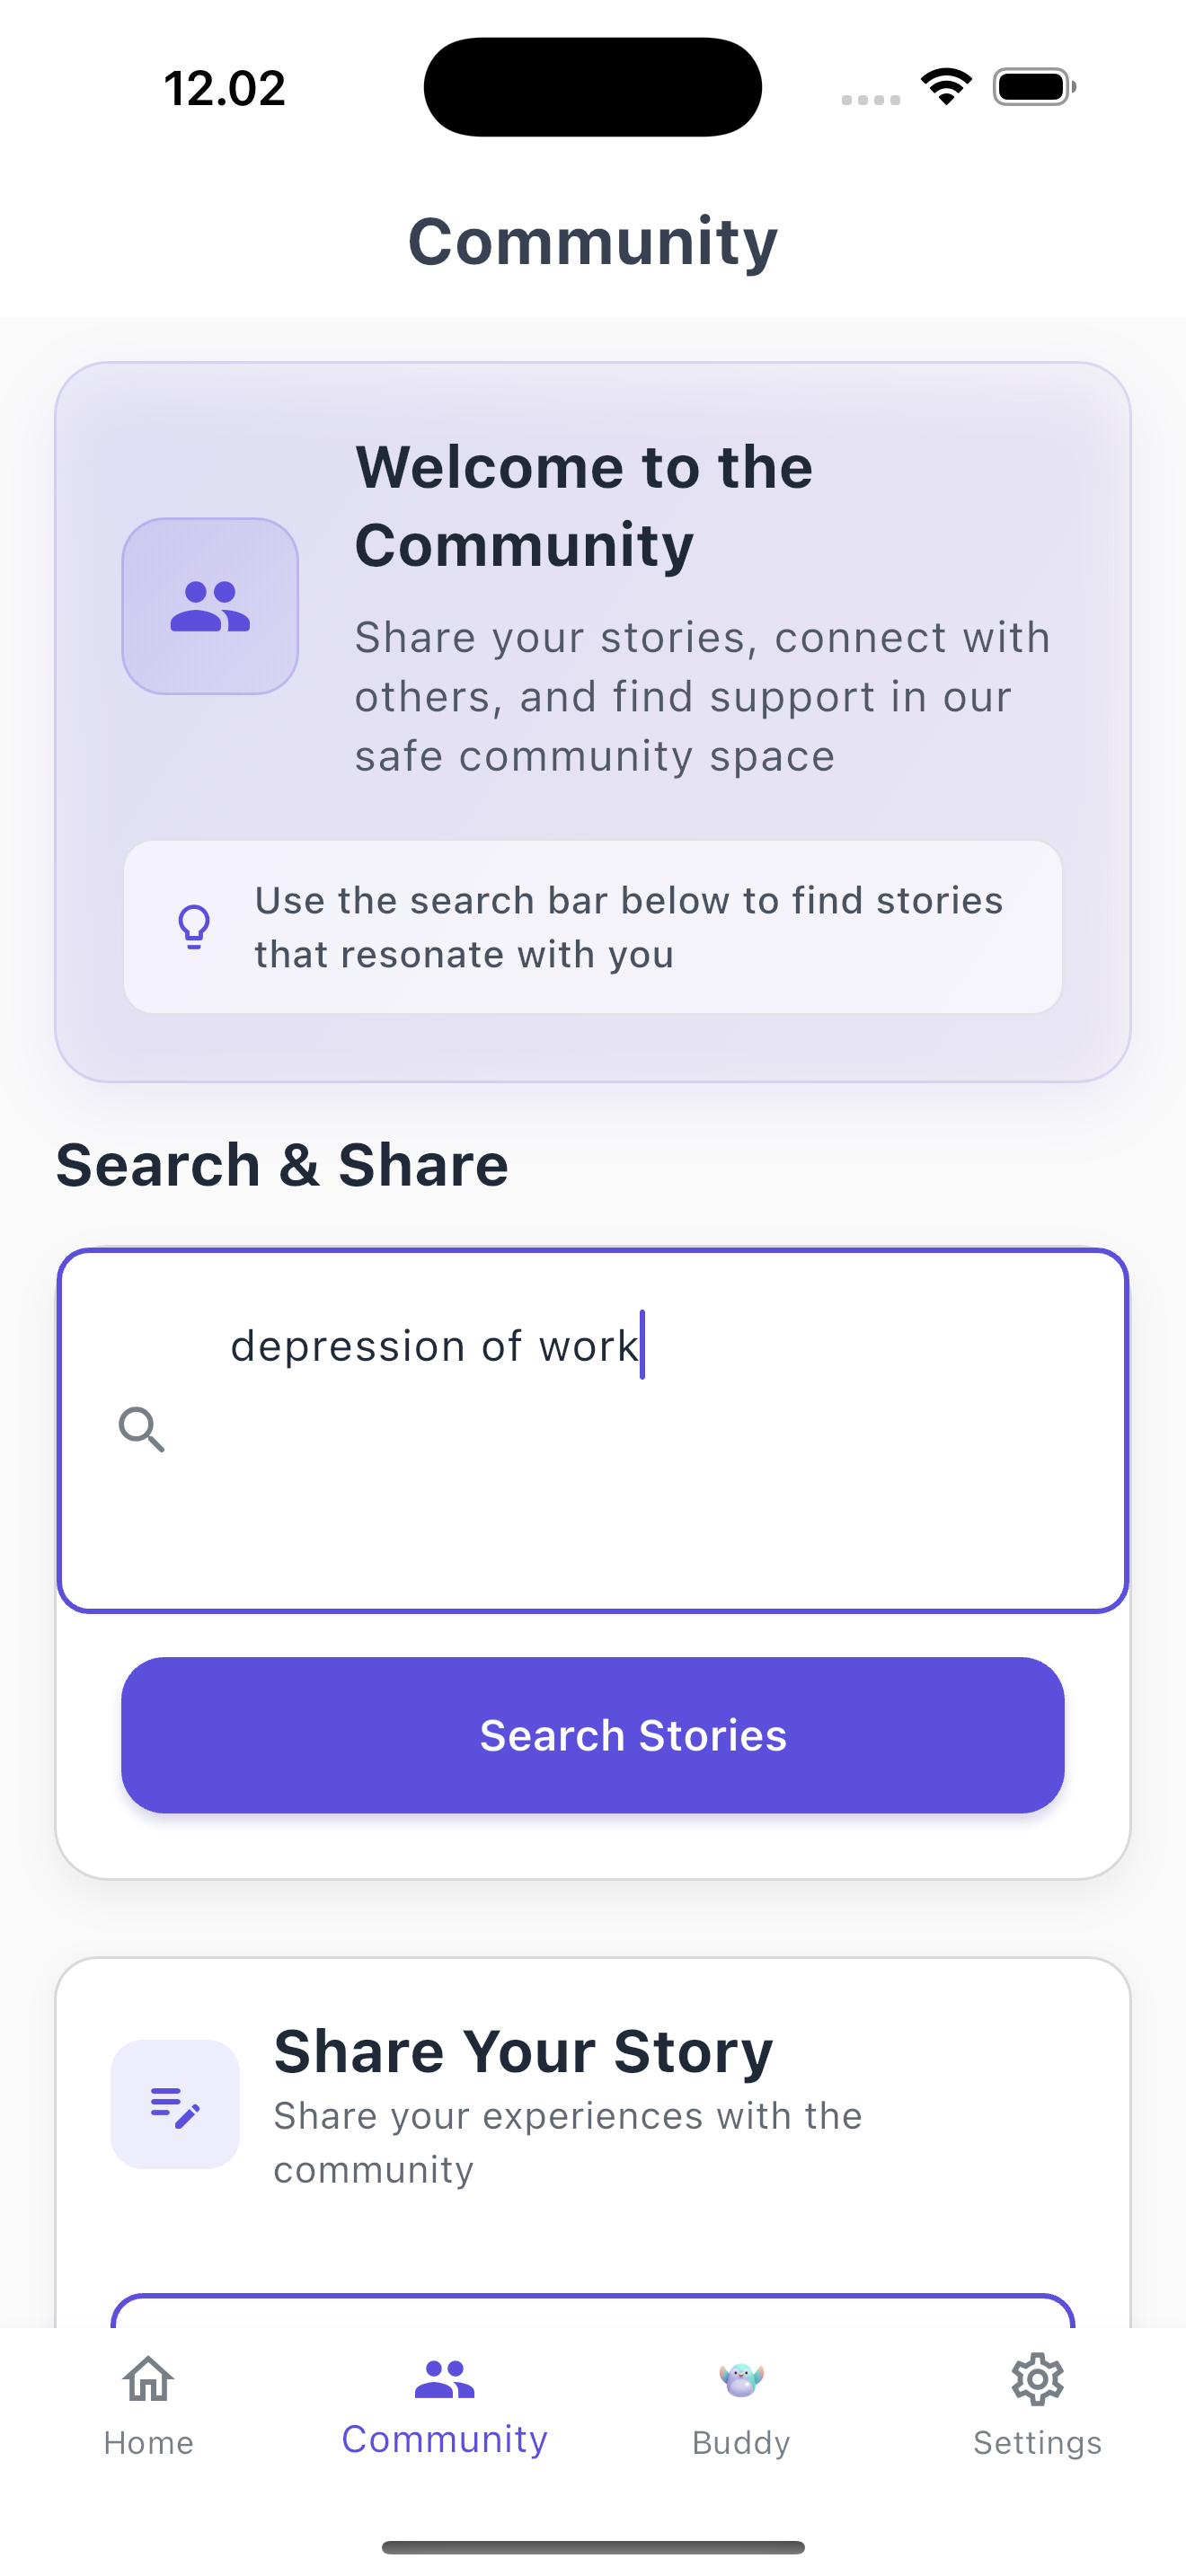 12.02
Community
Welcome to the
Community
Share your stories, connect with
others, and find support in our
safe community space
Use the search bar below to find stories
that resonate with you
Search & Share
depression of work
Search Stories
Share Your Story
Share your experiences with the
community
Home
Community
Buddy
Settings